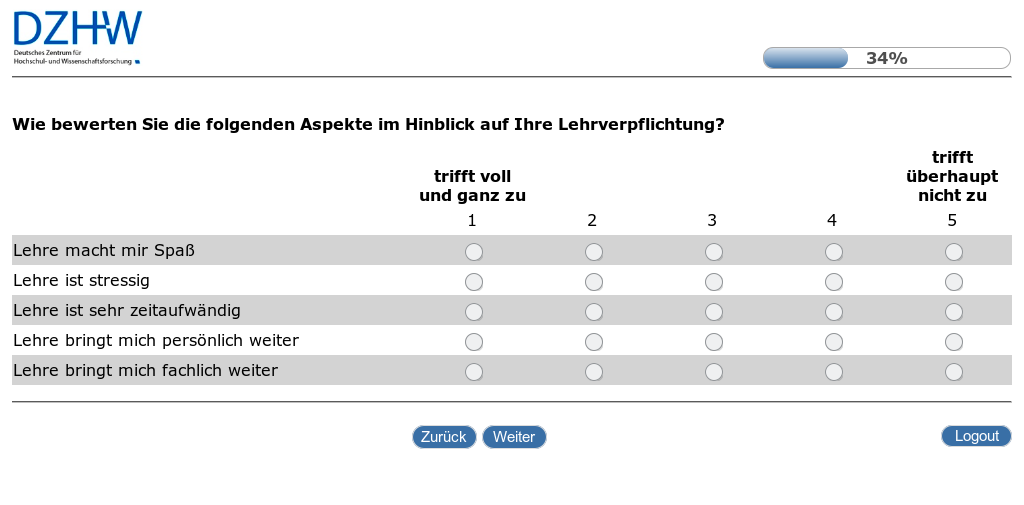 DZHW
Deutsches Zentrum für
Hochschul- und Wissenschaftsforschung
34%
Wie bewerten Sie die folgenden Aspekte im Hinblick auf Ihre Lehrverpflichtung?
trifft voll
und ganz zu
trifft
überhaupt
nicht zu
1 2 3 4 5
Lehre macht mir Spaß
Lehre ist stressig
Lehre ist sehr zeitaufwändig
Lehre bringt mich persönlich weiter
Lehre bringt mich fachlich weiter
Zurück Weiter Logout